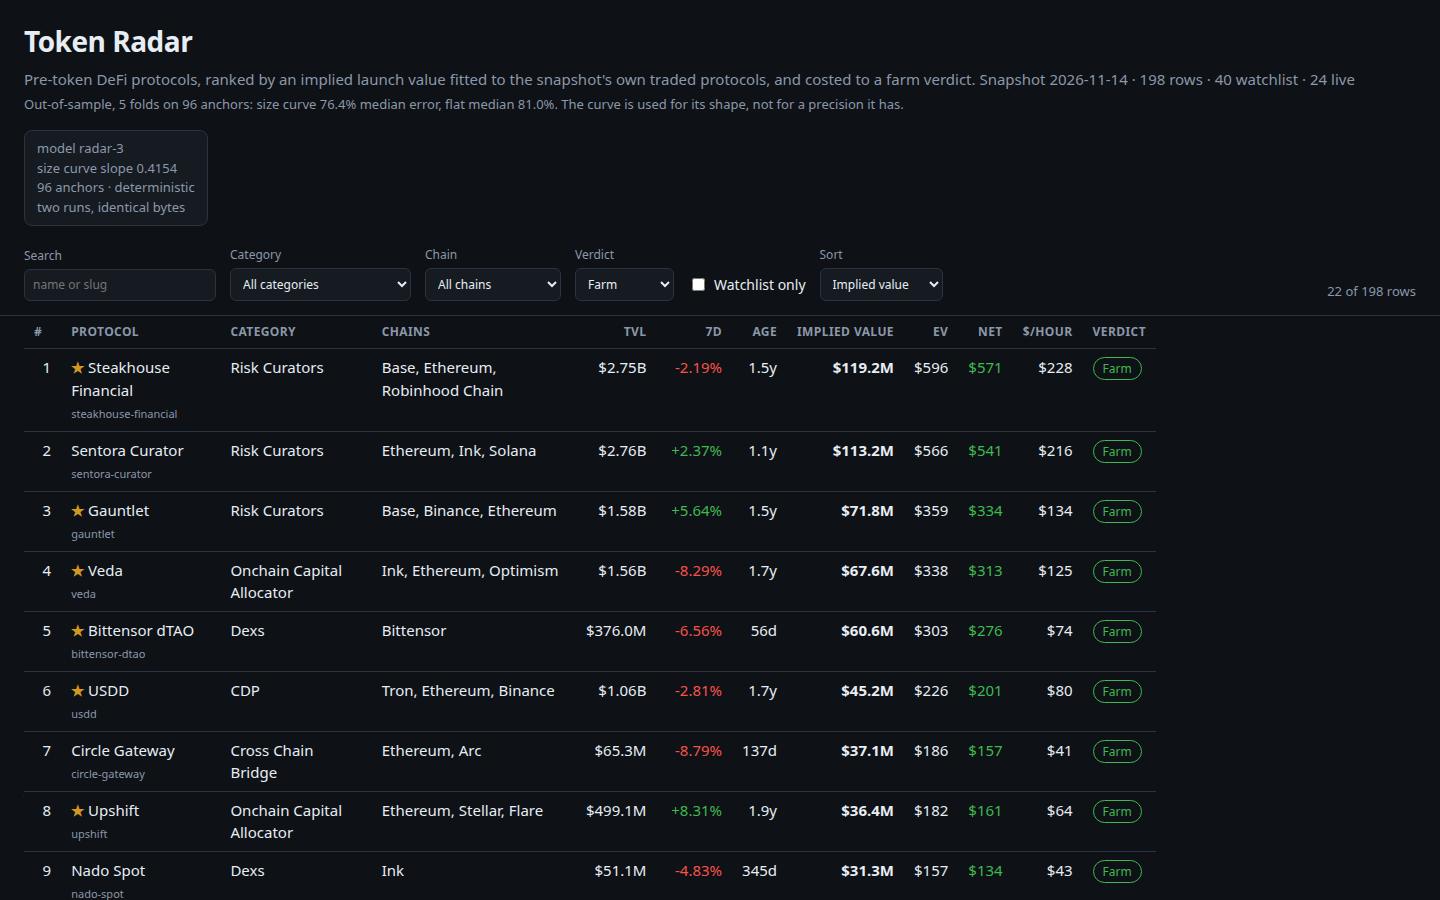 Token Radar
Pre-token DeFi protocols, ranked by an implied launch value fitted to the snapshot's own traded protocols, and costed to a farm verdict. Snapshot 2026-11-14 · 198 rows · 40 watchlist · 24 live
Out-of-sample, 5 folds on 96 anchors: size curve 76.4% median error, flat median 81.0%. The curve is used for its shape, not for a precision it has.
model radar-3
size curve slope 0.4154
96 anchors · deterministic
two runs, identical bytes
Search Category Chain Verdict Sort
name or slug All categories All chains Farm Watchlist only Implied value 22 of 198 rows
# PROTOCOL CATEGORY CHAINS TVL 7D AGE IMPLIED VALUE EV NET $/HOUR VERDICT
1 ★ Steakhouse Risk Curators Base, Ethereum, $2.75B -2.19% 1.5y $119.2M $596 $571 $228 Farm
Financial Robinhood Chain
steakhouse-financial
2 Sentora Curator Risk Curators Ethereum, Ink, Solana $2.76B +2.37% 1.1y $113.2M $566 $541 $216 Farm
sentora-curator
3 ★ Gauntlet Risk Curators Base, Binance, Ethereum $1.58B +5.64% 1.5y $71.8M $359 $334 $134 Farm
gauntlet
4 ★ Veda Onchain Capital Ink, Ethereum, Optimism $1.56B -8.29% 1.7y $67.6M $338 $313 $125 Farm
veda Allocator
5 ★ Bittensor dTAO Dexs Bittensor $376.0M -6.56% 56d $60.6M $303 $276 $74 Farm
bittensor-dtao
6 ★ USDD CDP Tron, Ethereum, Binance $1.06B -2.81% 1.7y $45.2M $226 $201 $80 Farm
usdd
7 Circle Gateway Cross Chain Ethereum, Arc $65.3M -8.79% 137d $37.1M $186 $157 $41 Farm
circle-gateway Bridge
8 ★ Upshift Onchain Capital Ethereum, Stellar, Flare $499.1M +8.31% 1.9y $36.4M $182 $161 $64 Farm
upshift Allocator
9 Nado Spot Dexs Ink $51.1M -4.83% 345d $31.3M $157 $134 $43 Farm
nado-spot